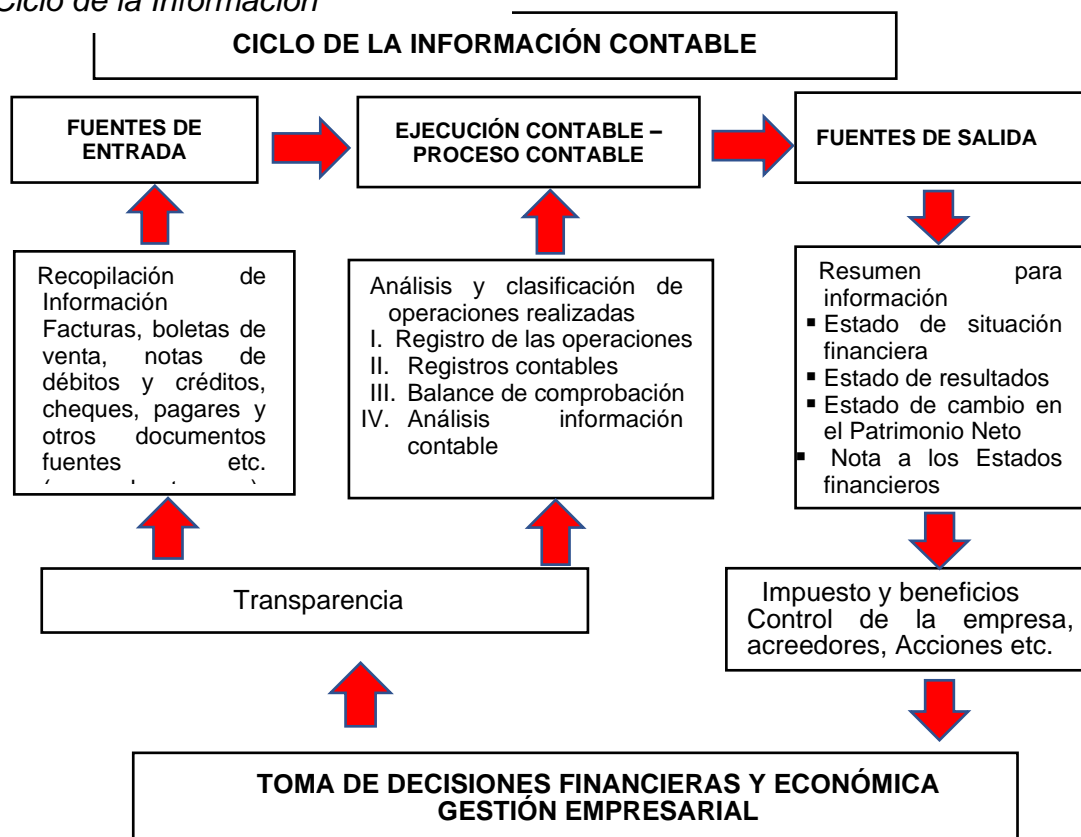 Ciclo de la Información
CICLO DE LA INFORMACIÓN CONTABLE
FUENTES DE
ENTRADA
EJECUCIÓN CONTABLE –
PROCESO CONTABLE
FUENTES DE SALIDA
Recopilación de
Información
Facturas, boletas de
venta, notas de
débitos y créditos,
cheques, pagares y
otros documentos
fuentes etc.
Análisis y clasificación de
operaciones realizadas
I. Registro de las operaciones
II. Registros contables
III. Balance de comprobación
IV. Análisis información
contable
Resumen para
información
▪ Estado de situación
financiera
▪ Estado de resultados
▪ Estado de cambio en
el Patrimonio Neto
▪ Nota a los Estados
financieros
Transparencia
Impuesto y beneficios
Control de la empresa,
acreedores, Acciones etc.
TOMA DE DECISIONES FINANCIERAS Y ECONÓMICA
GESTIÓN EMPRESARIAL